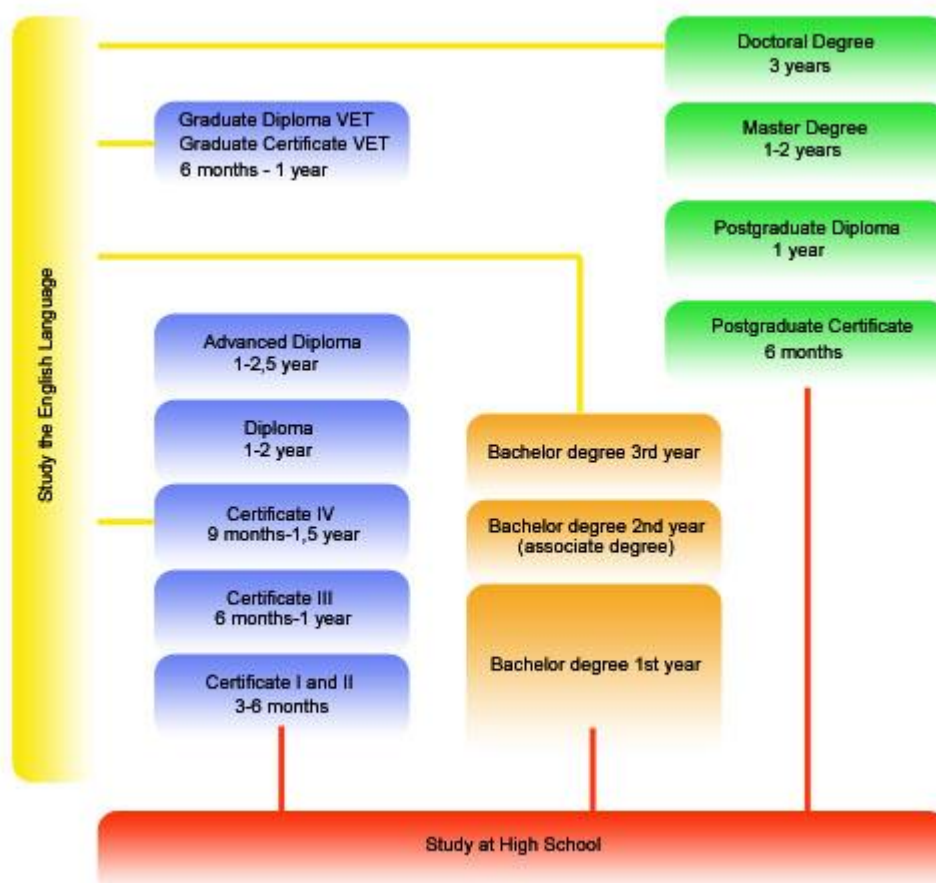 Study the English Language
Doctoral Degree
3 years
Graduate Diploma VET
Graduate Certificate VET
6 months - 1 year
Master Degree
1-2 years
Postgraduate Diploma
1 year
Postgraduate Certificate
6 months
Advanced Diploma
1-2,5 year
Diploma
1-2 year
Certificate IV
9 months-1,5 year
Certificate III
6 months-1 year
Certificate I and II
3-6 months
Bachelor degree 3rd year
Bachelor degree 2nd year
(associate degree)
Bachelor degree 1st year
Study at High School